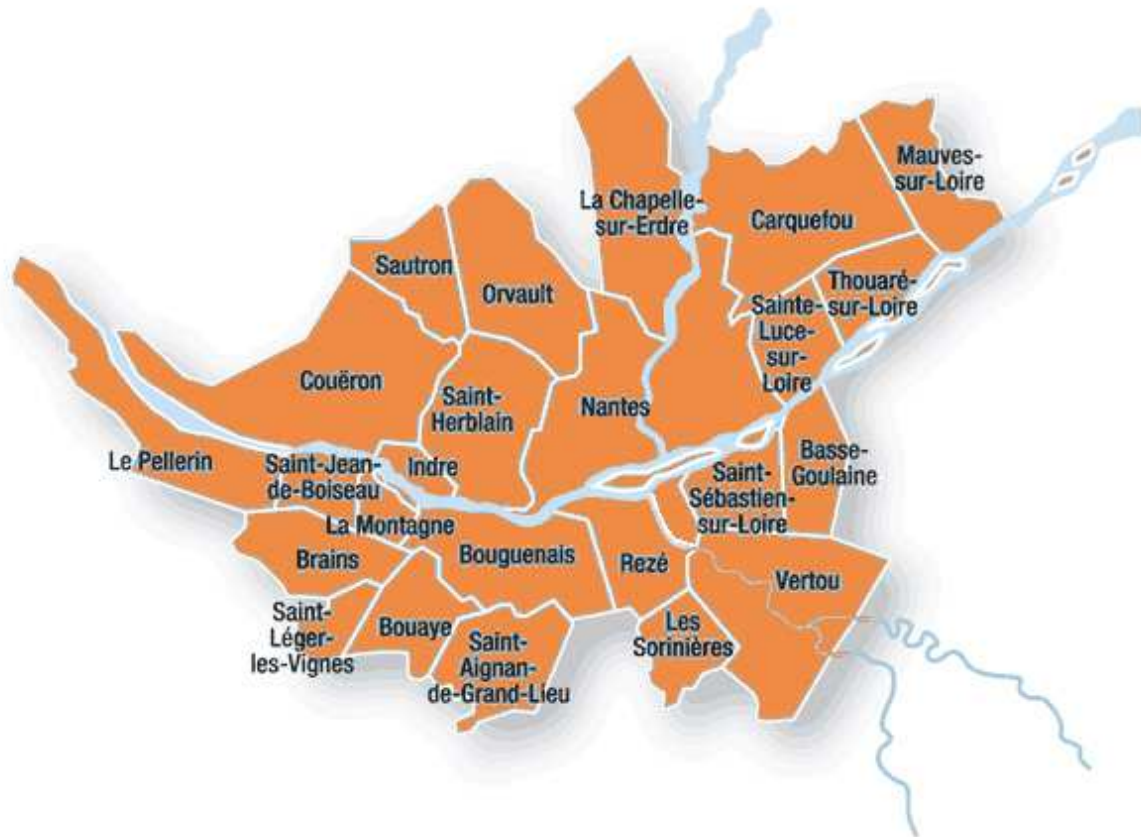 Mauves-
sur-Loire
La Chapelle-
sur-Erdre
Carquefou
Sautron
Orvault
Thouaré-
sur-Loire
Sainte-
Luce-
sur-
Loire
Couëron
Saint-
Herblain
Nantes
Le Pellerin
Saint-Jean-
de-Boiseau
Indre
Basse-
Goulaine
Saint-
Sébastien-
sur-Loire
La Montagne
Brains
Bouguenais
Rezé
Vertou
Saint-
Léger-
les-Vignes
Bouaye
Saint-
Aignan-
de-Grand-Lieu
Les
Sorinières